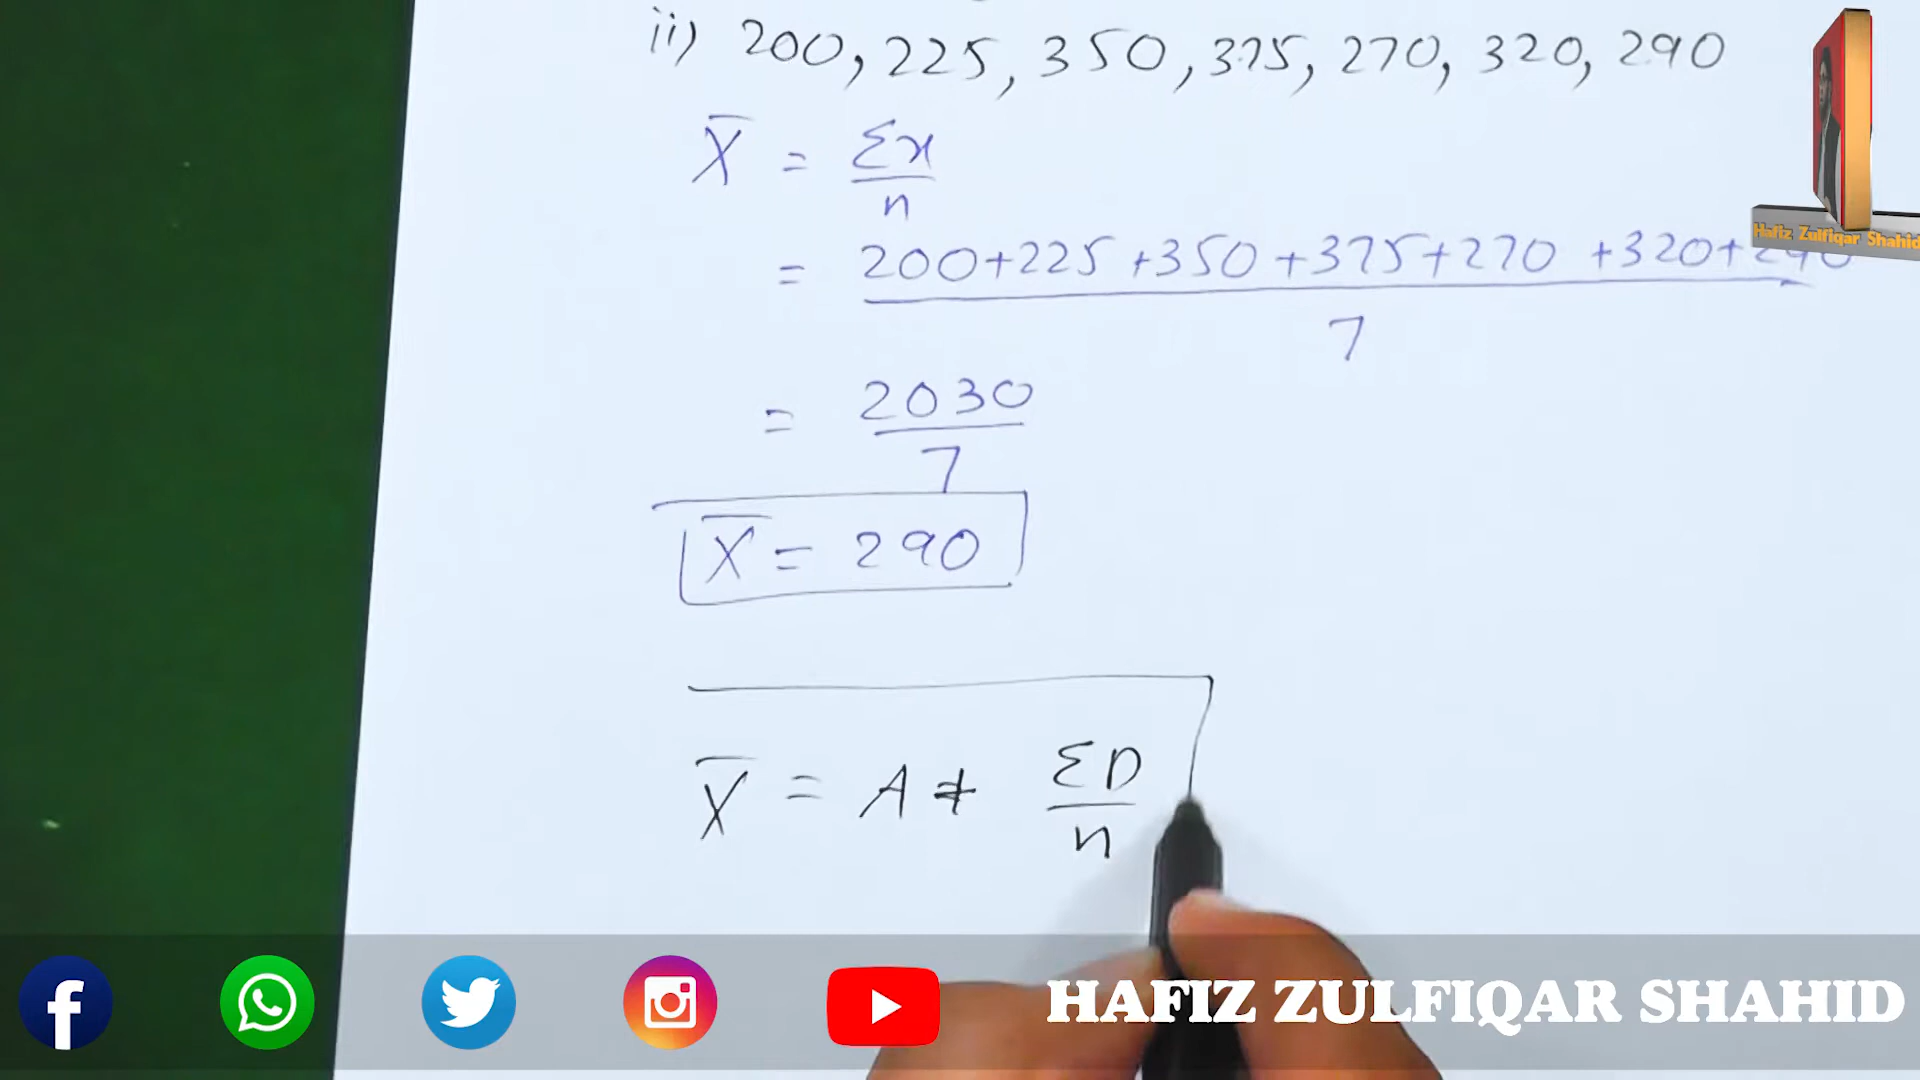 ii) 200, 225, 350, 375, 270, 320, 290
X̄ = Σx
n
= 200+225+350+375+270+320+290
7
= 2030
7
X̄ = 290
X̄ = A + ΣD
n
Hafiz Zulfiqar Shahid
HAFIZ ZULFIQAR SHAHID